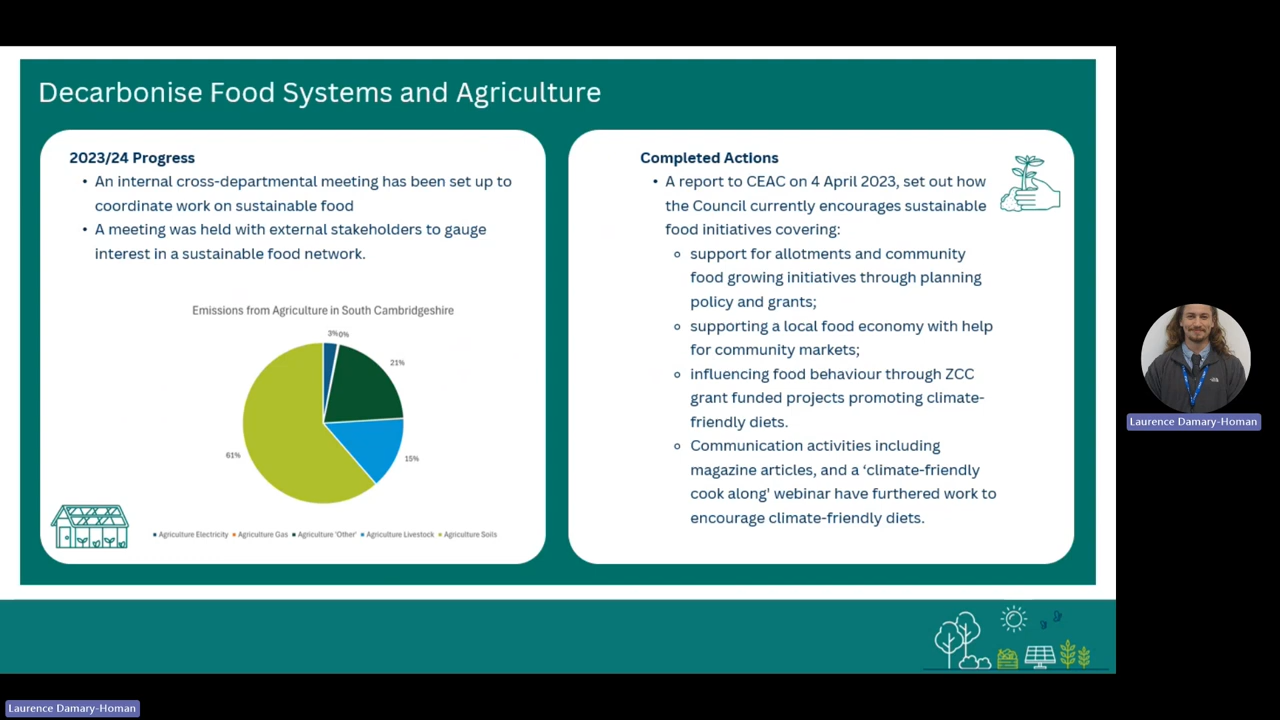 Decarbonise Food Systems and Agriculture
2023/24 Progress
• An internal cross-departmental meeting has been set up to
coordinate work on sustainable food
• A meeting was held with external stakeholders to gauge
interest in a sustainable food network.
Emissions from Agriculture in South Cambridgeshire
3%
0%
21%
15%
61%
Agriculture Electricity Agriculture Gas Agriculture 'Other' Agriculture Livestock Agriculture Soils
Completed Actions
• A report to CEAC on 4 April 2023, set out how
the Council currently encourages sustainable
food initiatives covering:
◦ support for allotments and community
food growing initiatives through planning
policy and grants;
◦ supporting a local food economy with help
for community markets;
◦ influencing food behaviour through ZCC
grant funded projects promoting climate-
friendly diets.
◦ Communication activities including
magazine articles, and a ‘climate-friendly
cook along’ webinar have furthered work to
encourage climate-friendly diets.
Laurence Damary-Homan
Laurence Damary-Homan